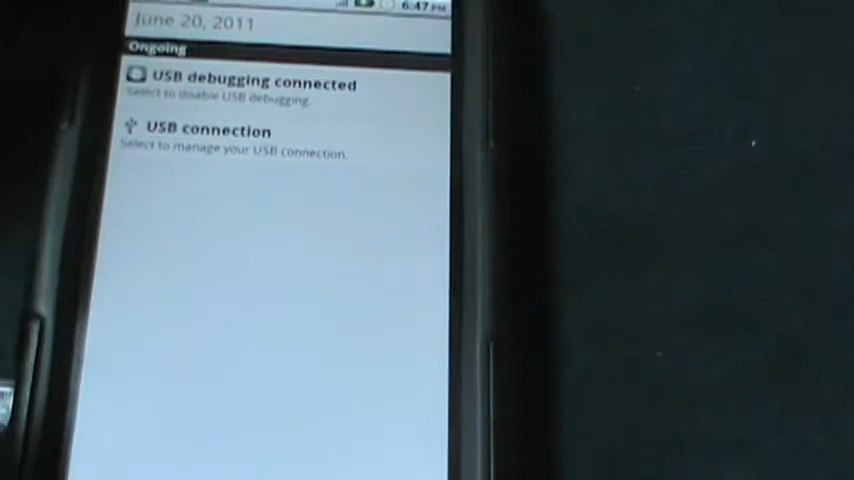 6:47 PM
June 20, 2011
Ongoing
USB debugging connected
Select to disable USB debugging.
USB connection
Select to manage your USB connection.